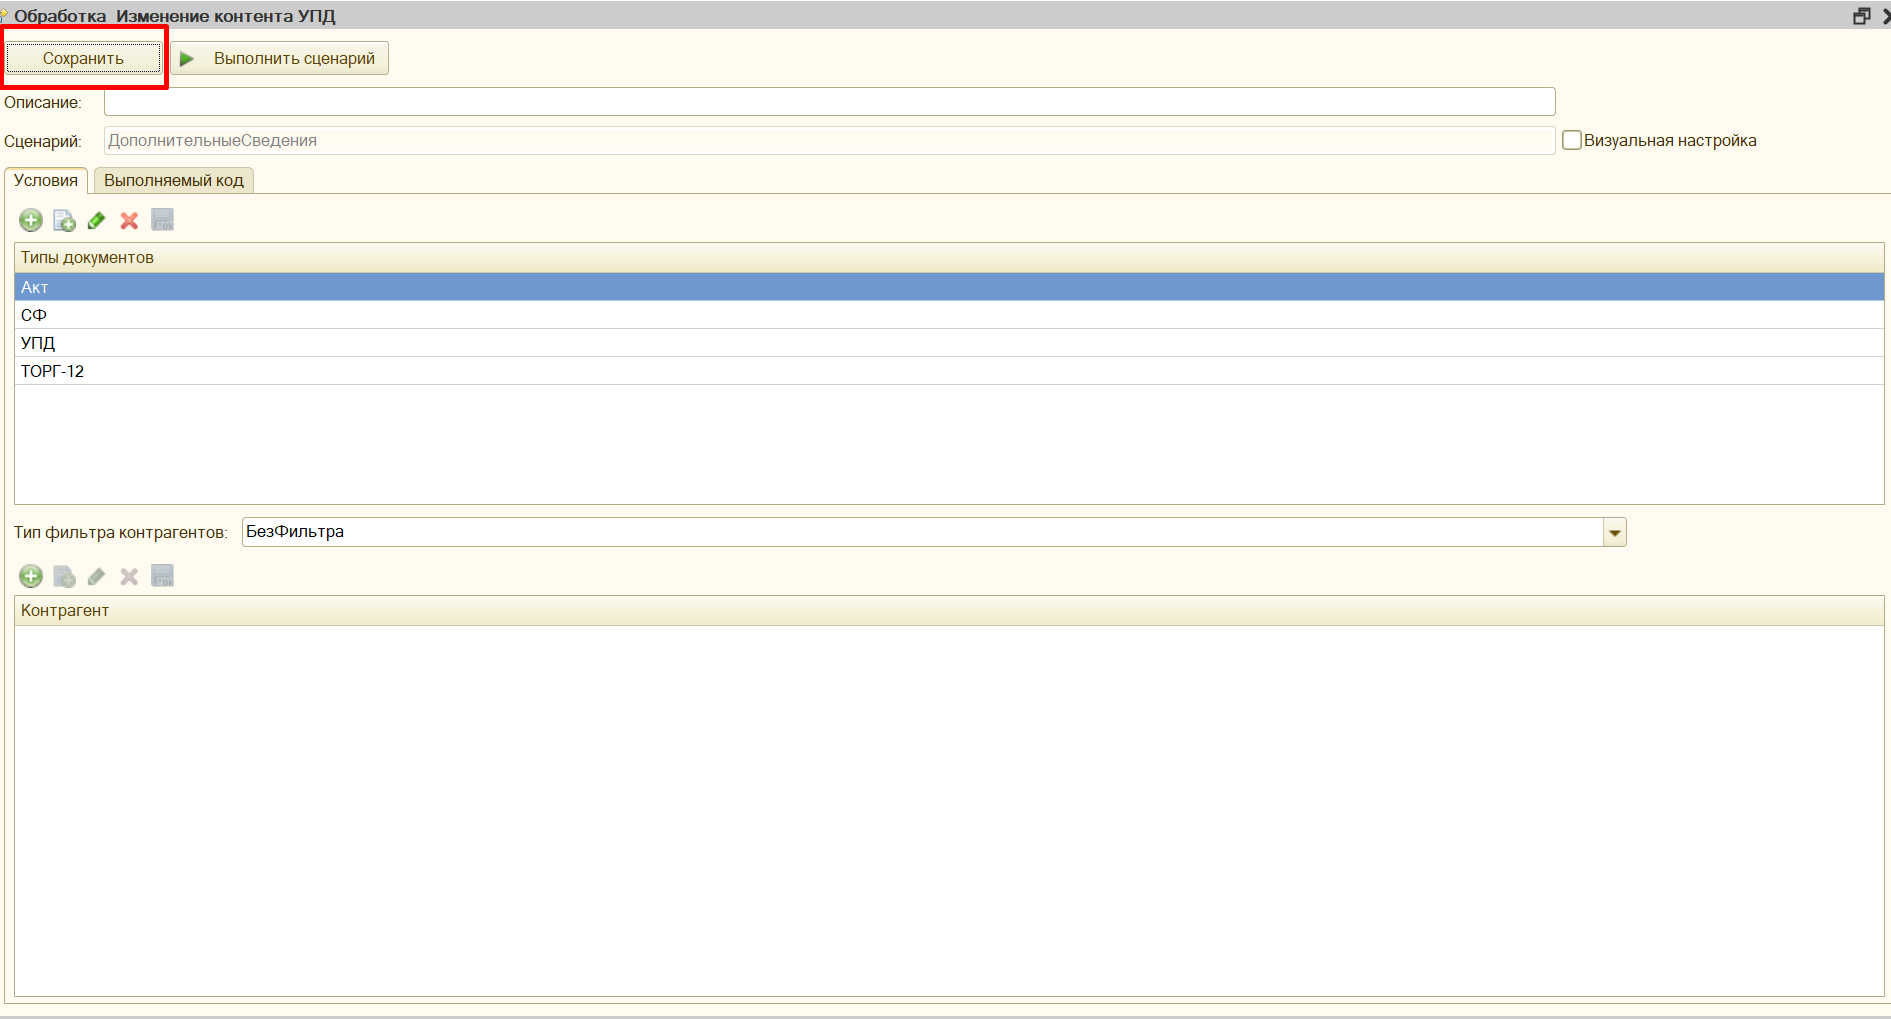 Обработка Изменение контента УПД
Сохранить
Выполнить сценарий
Описание:
Сценарий: ДополнительныеСведения
Визуальная настройка
Условия
Выполняемый код
Типы документов
Акт
СФ
УПД
ТОРГ-12
Тип фильтра контрагентов: БезФильтра
Контрагент